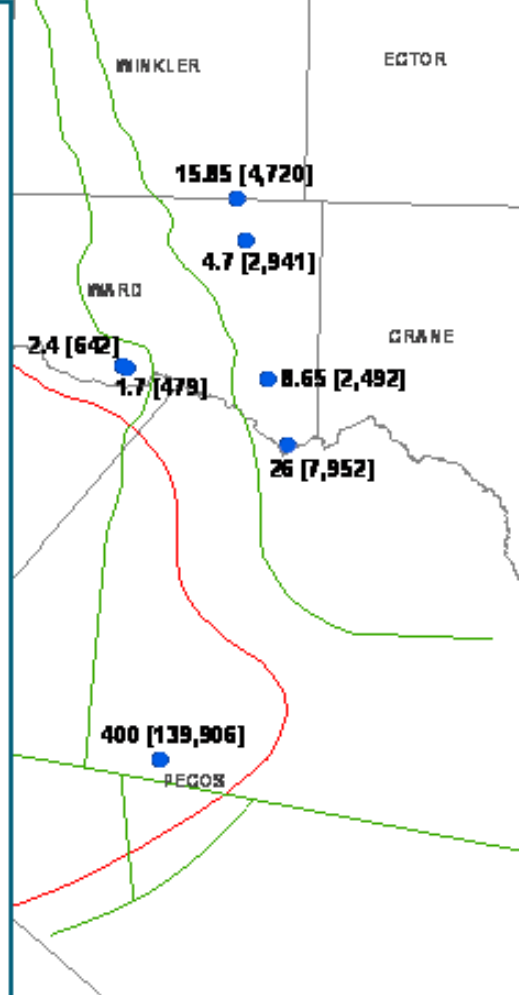 WINKLER
ECTOR
15.85 [4,720]
4.7 [2,941]
WARD
CRANE
2.4 [642]
1.7 [479]
8.65 [2,492]
26 [7,952]
400 [139,906]
PECOS